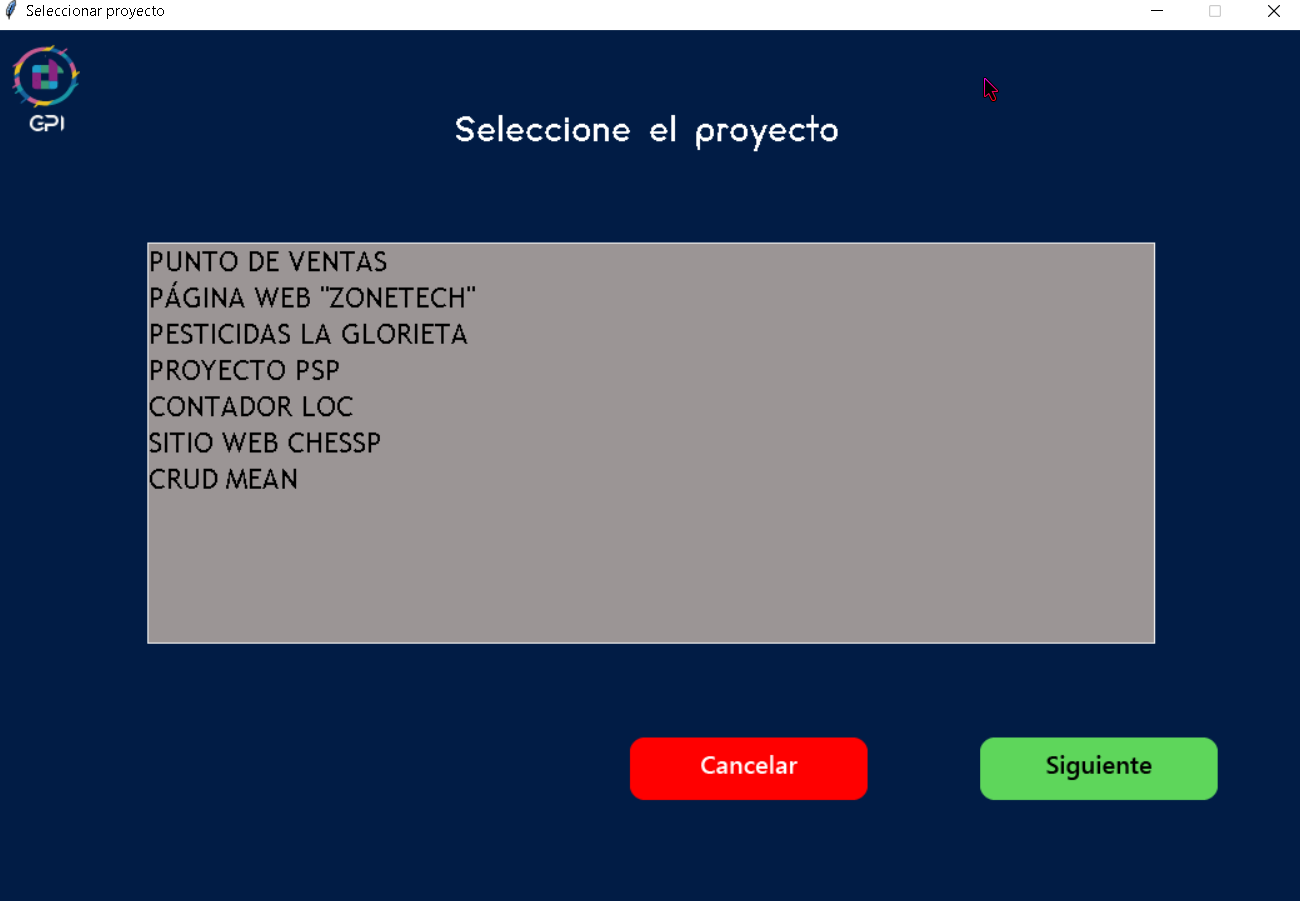 Seleccionar proyecto
GPI
Seleccione el proyecto
PUNTO DE VENTAS
PÁGINA WEB "ZONETECH"
PESTICIDAS LA GLORIETA
PROYECTO PSP
CONTADOR LOC
SITIO WEB CHESSP
CRUD MEAN
Cancelar
Siguiente